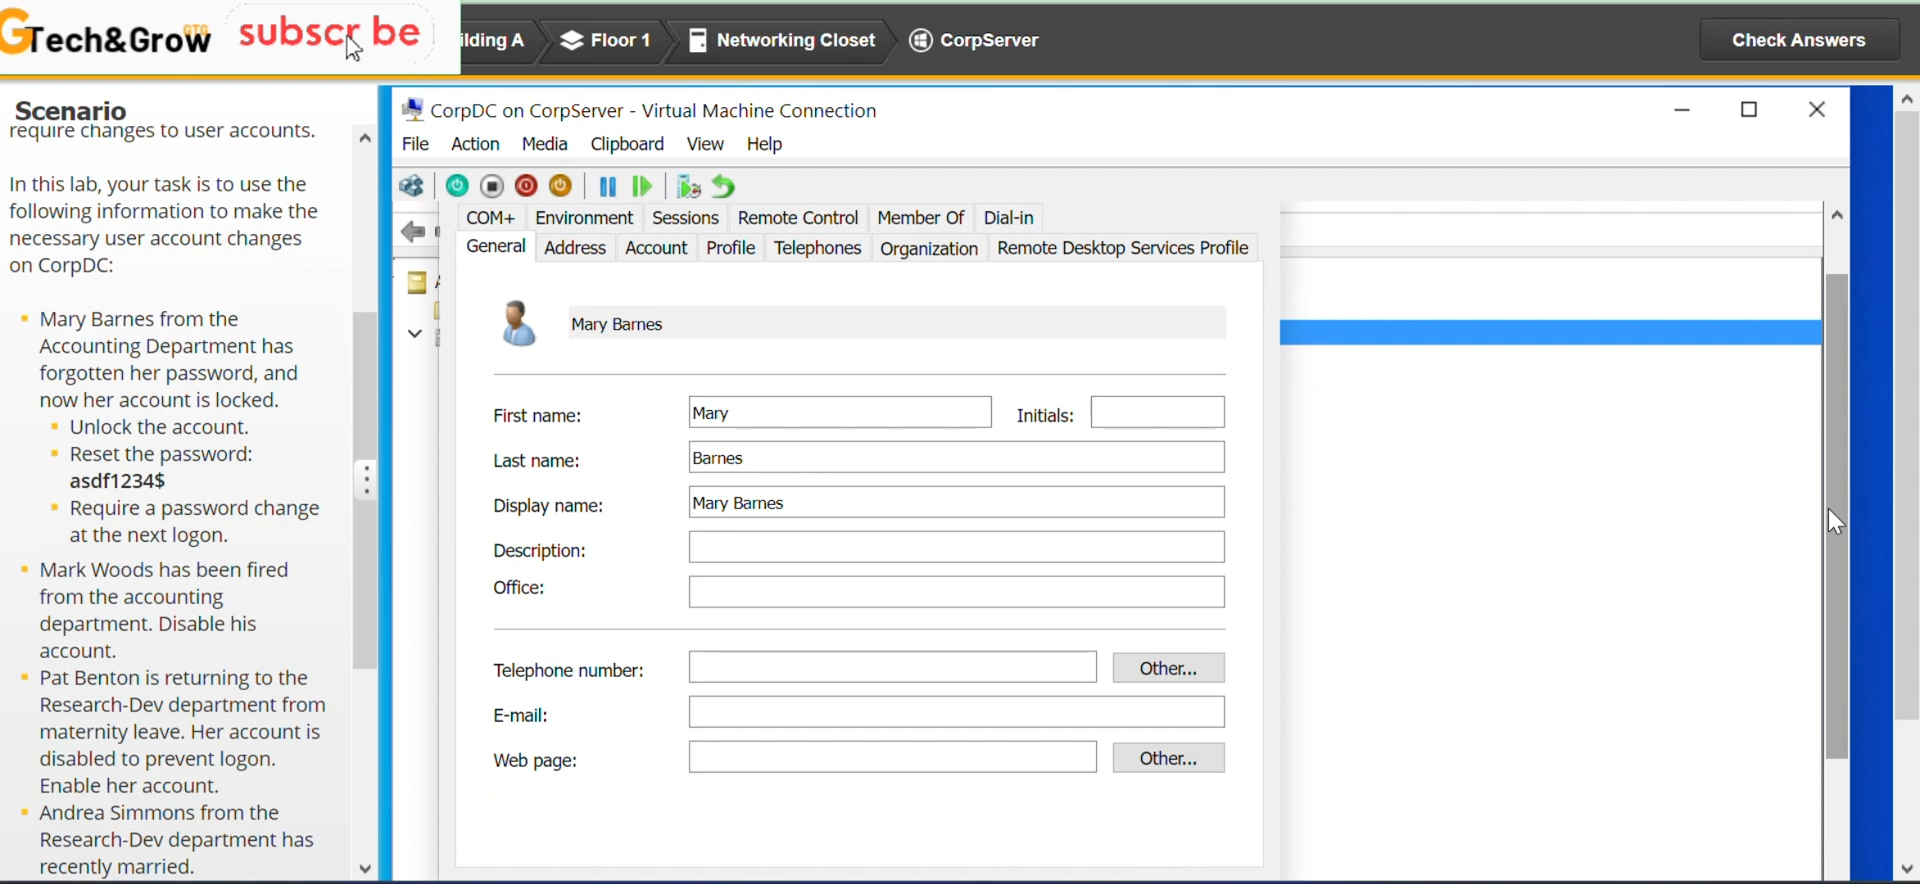 GTech&Grow
subscr be
ilding A
Floor 1
Networking Closet
CorpServer
Check Answers
Scenario
require changes to user accounts.
In this lab, your task is to use the
following information to make the
necessary user account changes
on CorpDC:
Mary Barnes from the
Accounting Department has
forgotten her password, and
now her account is locked.
Unlock the account.
Reset the password:
asdf1234$
Require a password change
at the next logon.
Mark Woods has been fired
from the accounting
department. Disable his
account.
Pat Benton is returning to the
Research-Dev department from
maternity leave. Her account is
disabled to prevent logon.
Enable her account.
Andrea Simmons from the
Research-Dev department has
recently married.
CorpDC on CorpServer - Virtual Machine Connection
File Action Media Clipboard View Help
COM+ Environment Sessions Remote Control Member Of Dial-in
General Address Account Profile Telephones Organization Remote Desktop Services Profile
Mary Barnes
First name: Mary Initials:
Last name: Barnes
Display name: Mary Barnes
Description:
Office:
Telephone number: Other...
E-mail:
Web page: Other...